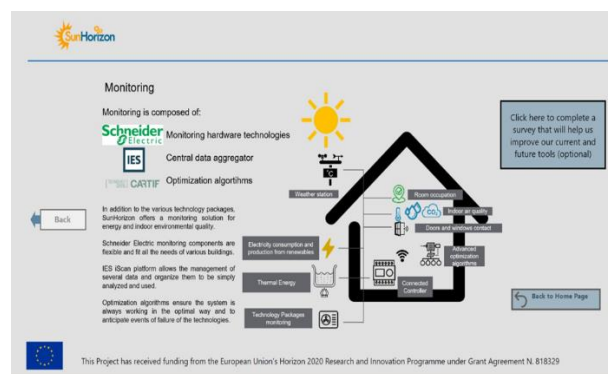 SunHorizon
Monitoring
Monitoring is composed of:
Schneider
Electric
Monitoring hardware technologies
IES
Central data aggregator
CARTIF
Optimization algortihms
Back
In addition to the various technology packages,
SunHorizon offers a monitoring solution for
energy and indoor environmental quality.
Schneider Electric monitoring components are
flexible and fit all the needs of various buildings.
IES iScan platform allows the management of
several data and organize them to be simply
analyzed and used.
Optimization algorithms ensure the system is
always working in the optimal way and to
anticipate events of failure of the technologies.
°C
Weather station
Room occupation
CO2
Indoor air quality
Doors and windows contact
Electricity consumption and
production from renewables
Advanced
optimization
algorithms
Thermal Energy
Connected
Controller
Technology Packages
monitoring
Click here to complete a
survey that will help us
improve our current and
future tools (optional)
Back to Home Page
This Project has received funding from the European Union's Horizon 2020 Research and Innovation Programme under Grant Agreement N. 818329